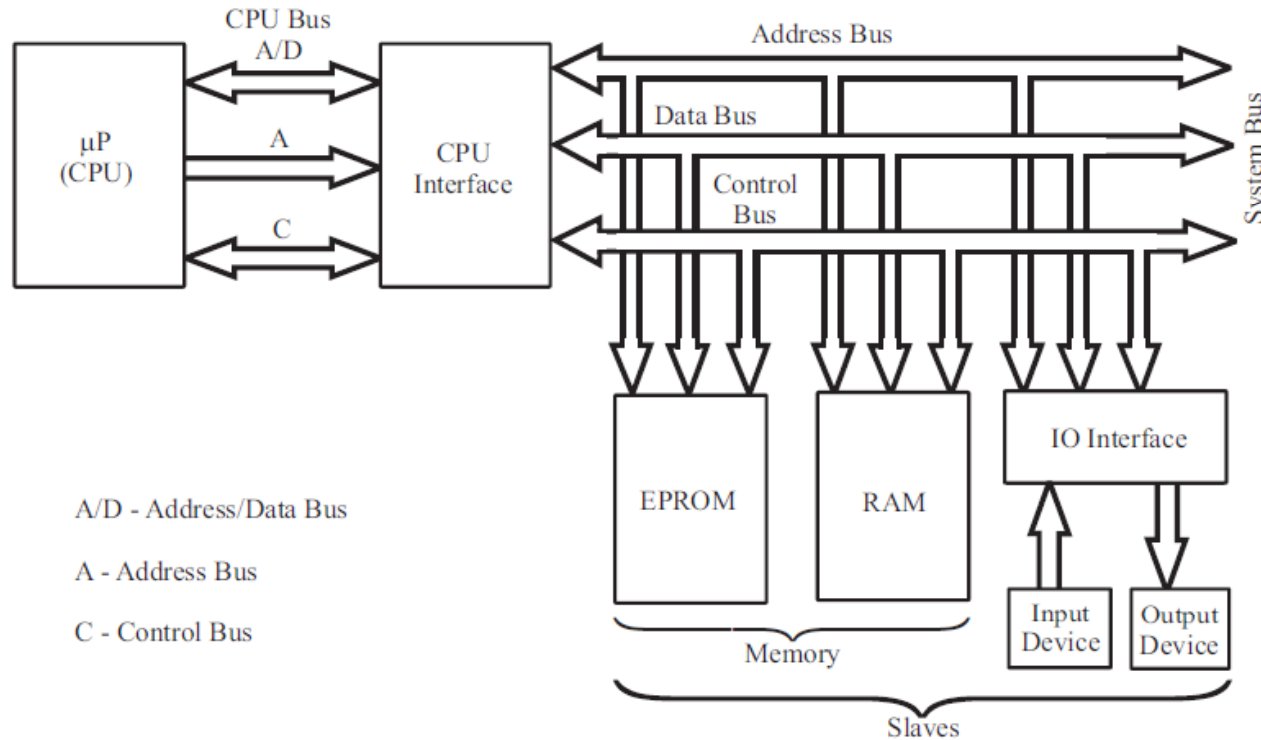 CPU Bus
A/D
Address Bus
μP
(CPU)
A
CPU
Interface
Data Bus
Control
Bus
C
System Bus
EPROM
RAM
IO Interface
A/D - Address/Data Bus
A - Address Bus
C - Control Bus
Input
Device
Output
Device
Memory
Slaves